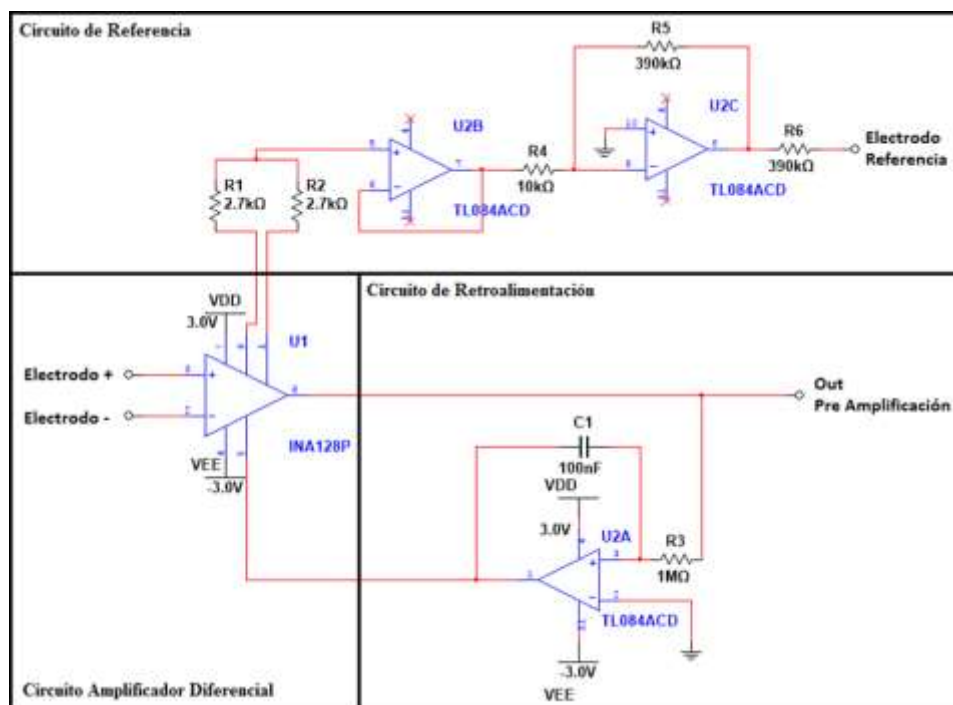 Circuito de Referencia
R5
390kΩ
U2C
U2B
R4
10kΩ
R6
390kΩ
Electrodo
Referencia
TL084ACD
TL084ACD
R1
2.7kΩ
R2
2.7kΩ
Circuito de Retroalimentación
VDD
3.0V
U1
Electrodo +
Electrodo -
INA128P
VEE
-3.0V
Out
Pre Amplificación
C1
100nF
VDD
3.0V
U2A
R3
1MΩ
TL084ACD
-3.0V
VEE
Circuito Amplificador Diferencial